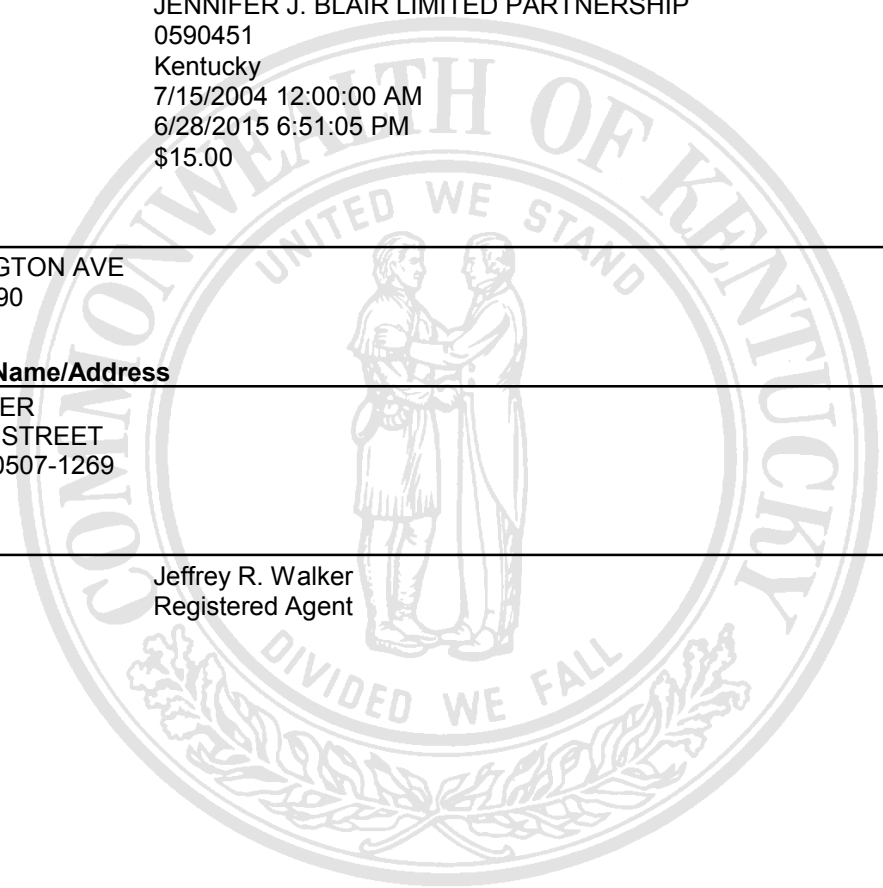 JENNIFER J. BLAIR LIMITED PARTNERSHIP
0590451
Kentucky
7/15/2004 12:00:00 AM
6/28/2015 6:51:05 PM
$15.00
GTON AVE
90
Name/Address
ER
STREET
0507-1269
Jeffrey R. Walker
Registered Agent
COMMONWEALTH OF KENTUCKY
UNITED WE STAND
DIVIDED WE FALL